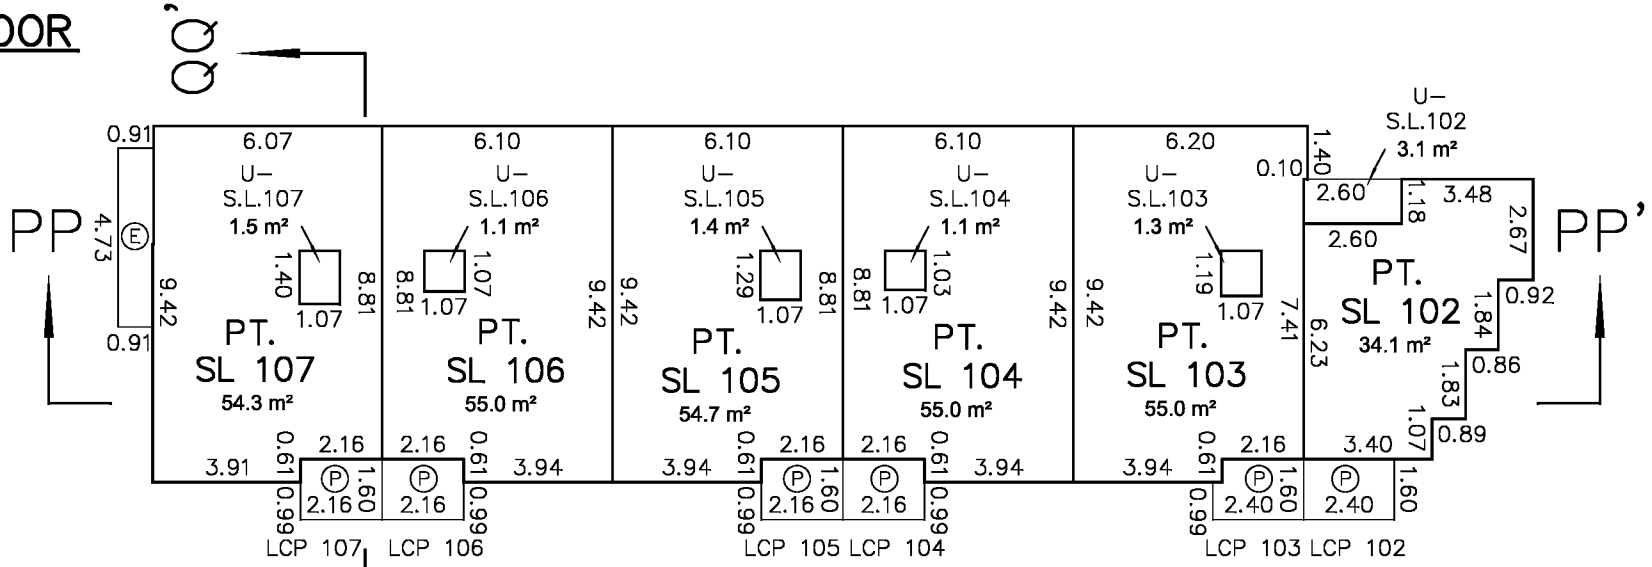 OOR
QQ'
U-
S.L.102
3.1 m²
0.91
6.07
6.10
6.10
6.10
6.20
1.40
0.10
U-
S.L.107
1.5 m²
U-
S.L.106
1.1 m²
U-
S.L.105
1.4 m²
U-
S.L.104
1.1 m²
U-
S.L.103
1.3 m²
2.60
1.18
3.48
2.67
2.60
PP
4.73
E
PP'
9.42
1.40
1.07
8.81
8.81
1.07
1.07
9.42
9.42
1.29
1.07
8.81
8.81
1.03
1.07
9.42
9.42
1.19
1.07
7.41
6.23
0.92
1.84
0.86
1.83
0.89
1.07
0.91
PT.
SL 107
54.3 m²
PT.
SL 106
55.0 m²
PT.
SL 105
54.7 m²
PT.
SL 104
55.0 m²
PT.
SL 103
55.0 m²
PT.
SL 102
34.1 m²
3.91
0.61
2.16
2.16
0.61
3.94
3.94
0.61
2.16
2.16
0.61
3.94
3.94
0.61
2.16
3.40
0.99
P
2.16
1.60
P
2.16
0.99
0.99
P
2.16
1.60
P
2.16
0.99
0.99
P
2.40
1.60
P
2.40
1.60
LCP 107
LCP 106
LCP 105
LCP 104
LCP 103
LCP 102